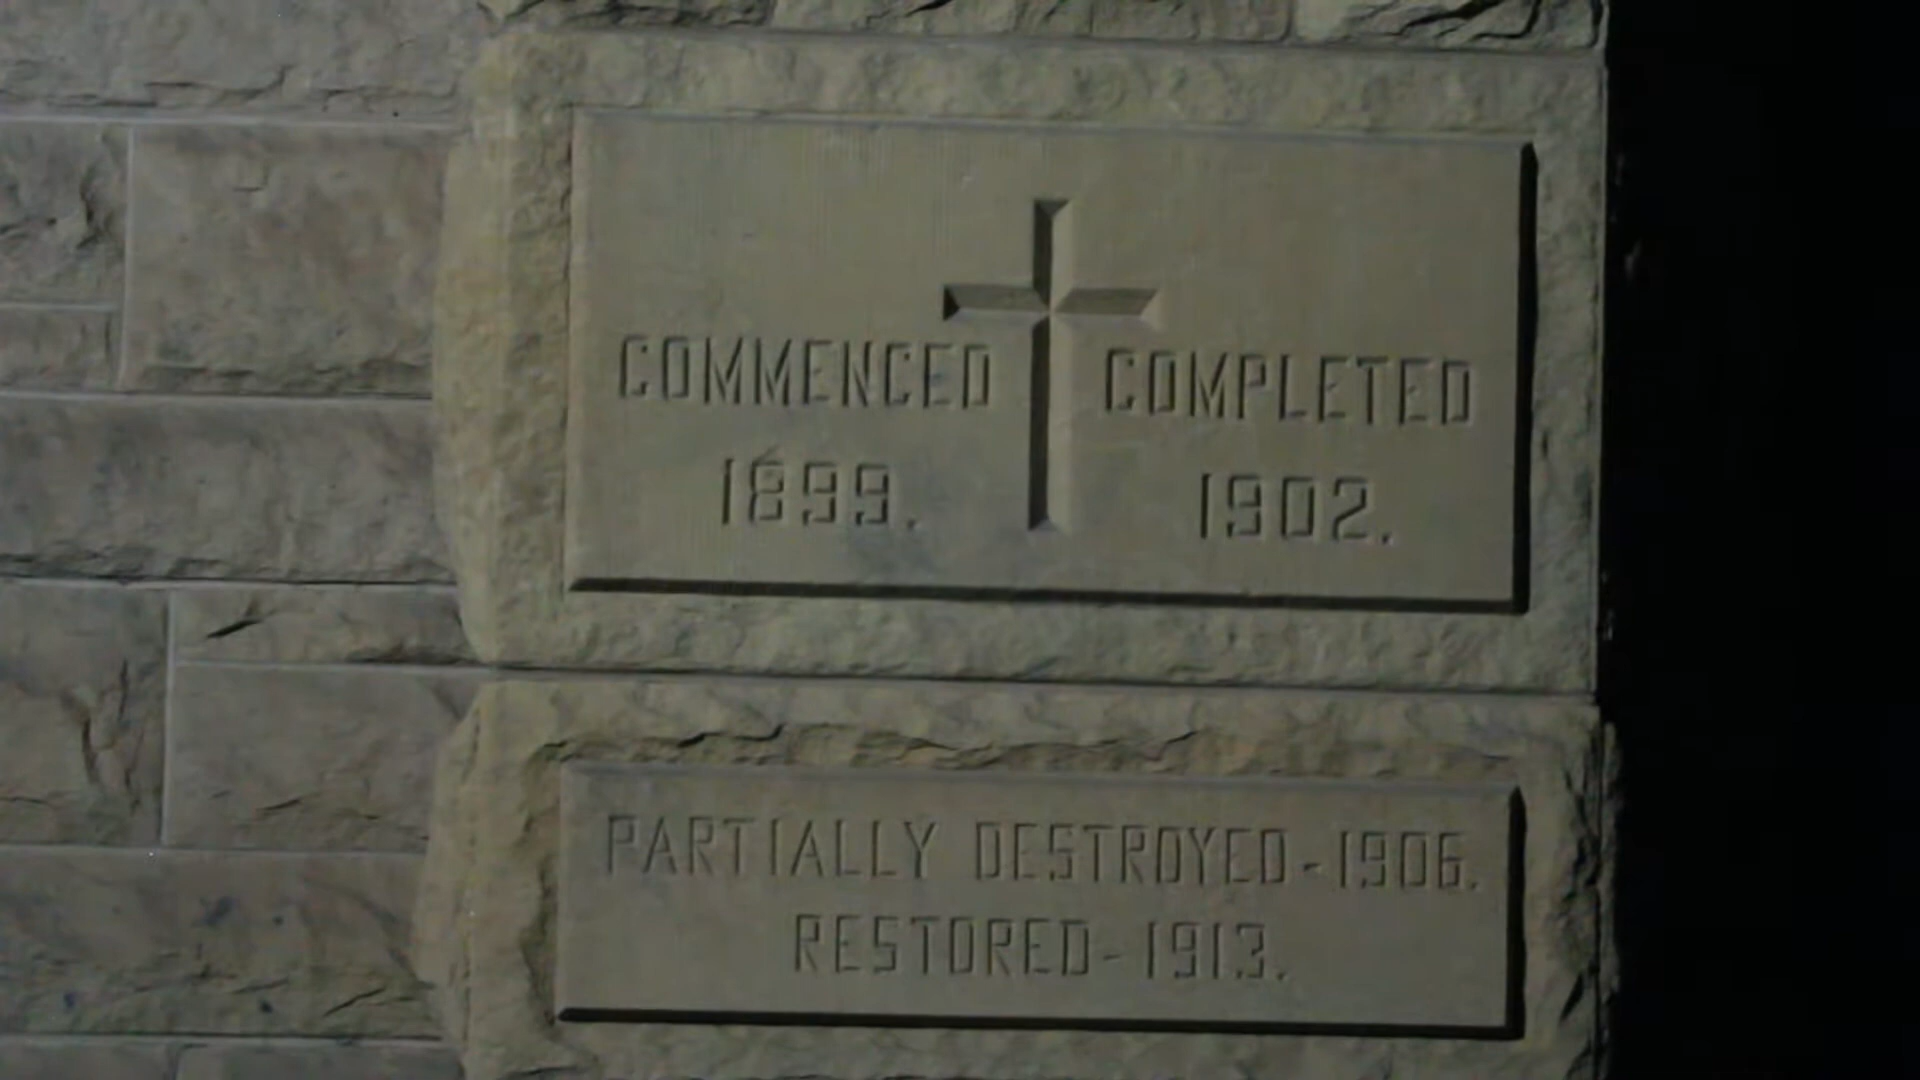 COMMENCED COMPLETED
1899. 1902.
PARTIALLY DESTROYED-1906.
RESTORED-1913.